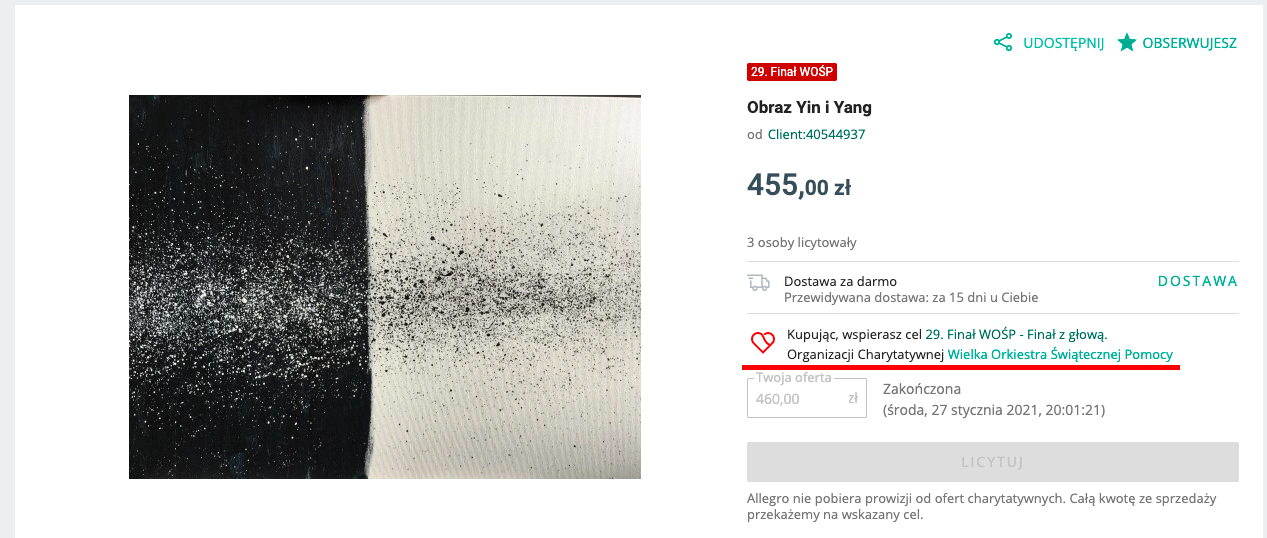 UDOSTĘPNIJ OBSERWUJESZ
29. Finał WOŚP
Obraz Yin i Yang
od Client:40544937
455,00 zł
3 osoby licytowały
Dostawa za darmo DOSTAWA
Przewidywana dostawa: za 15 dni u Ciebie
Kupując, wspierasz cel 29. Finał WOŚP - Finał z głową.
Organizacji Charytatywnej Wielka Orkiestra Świątecznej Pomocy
Twoja oferta
460,00 zł
Zakończona
(środa, 27 stycznia 2021, 20:01:21)
LICYTUJ
Allegro nie pobiera prowizji od ofert charytatywnych. Całą kwotę ze sprzedaży
przekażemy na wskazany cel.